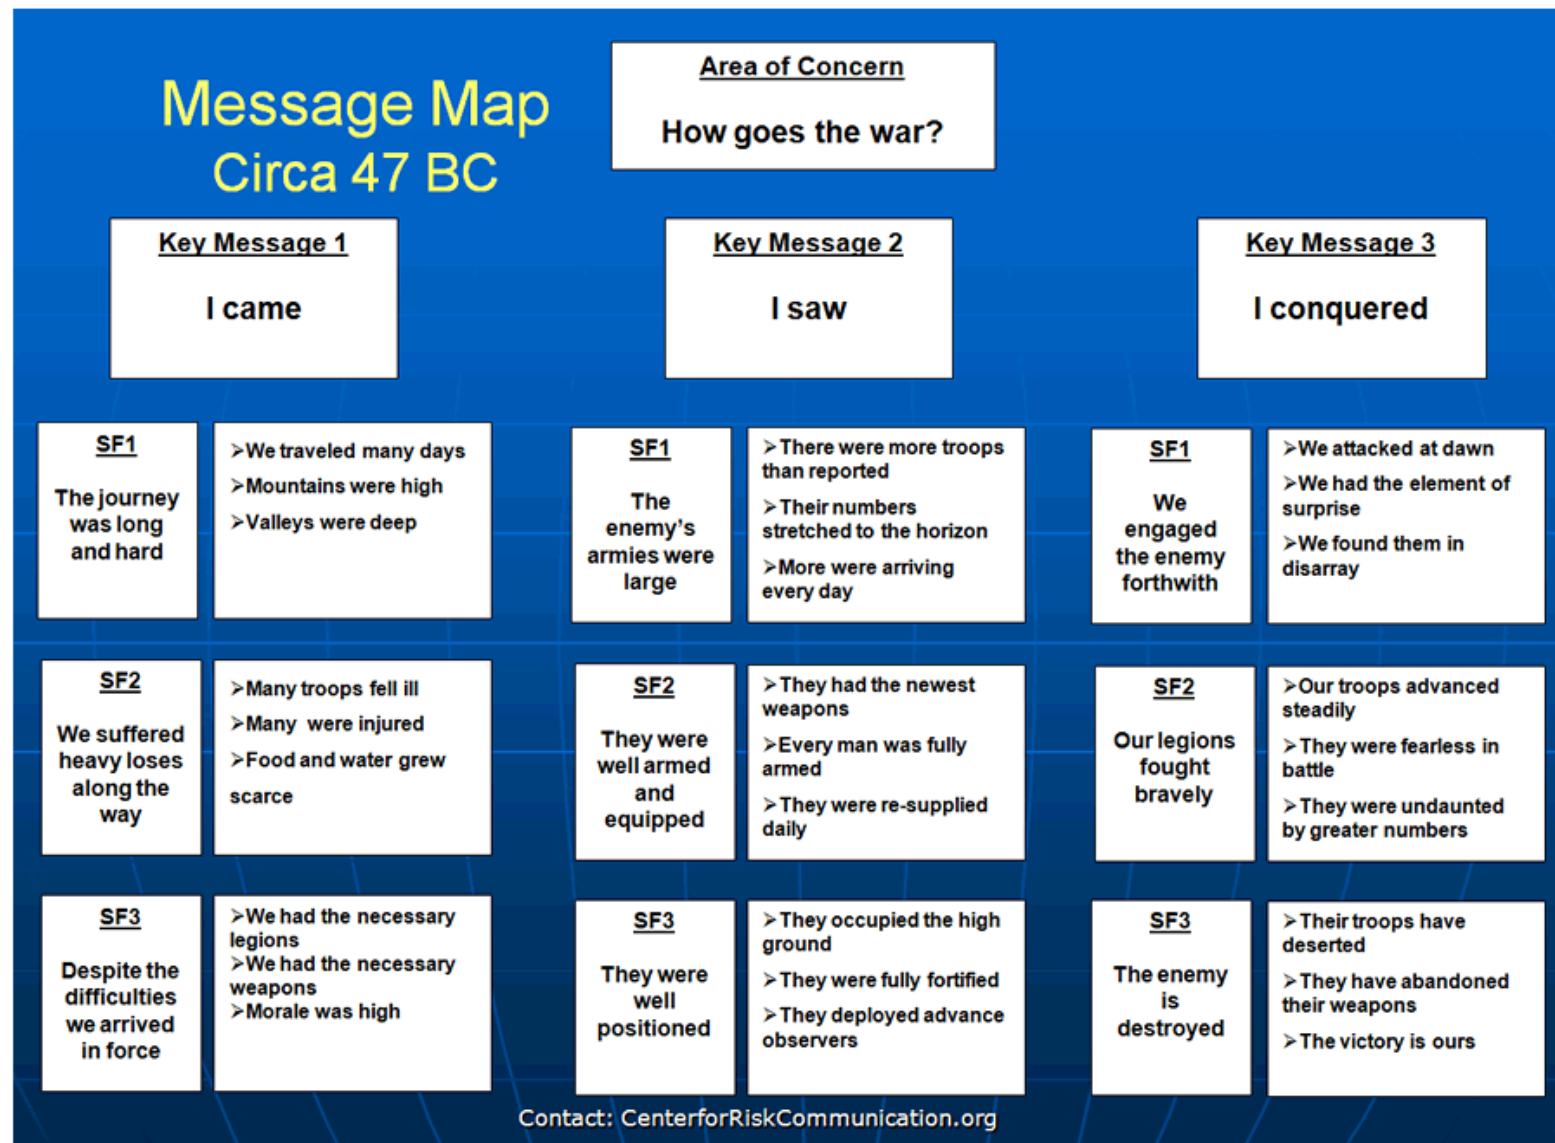 Message Map
Circa 47 BC
Area of Concern
How goes the war?
Key Message 1
I came
Key Message 2
I saw
Key Message 3
I conquered
SF1
The journey
was long
and hard
➢We traveled many days
➢Mountains were high
➢Valleys were deep
SF1
The
enemy's
armies were
large
➢There were more troops
than reported
➢Their numbers
stretched to the horizon
➢More were arriving
every day
SF1
We
engaged
the enemy
forthwith
➢We attacked at dawn
➢We had the element of
surprise
➢We found them in
disarray
SF2
We suffered
heavy loses
along the
way
➢Many troops fell ill
➢Many were injured
➢Food and water grew
scarce
SF2
They were
well armed
and
equipped
➢They had the newest
weapons
➢Every man was fully
armed
➢They were re-supplied
daily
SF2
Our legions
fought
bravely
➢Our troops advanced
steadily
➢They were fearless in
battle
➢They were undaunted
by greater numbers
SF3
Despite the
difficulties
we arrived
in force
➢We had the necessary
legions
➢We had the necessary
weapons
➢Morale was high
SF3
They were
well
positioned
➢They occupied the high
ground
➢They were fully fortified
➢They deployed advance
observers
SF3
The enemy
is
destroyed
➢Their troops have
deserted
➢They have abandoned
their weapons
➢The victory is ours
Contact: CenterforRiskCommunication.org